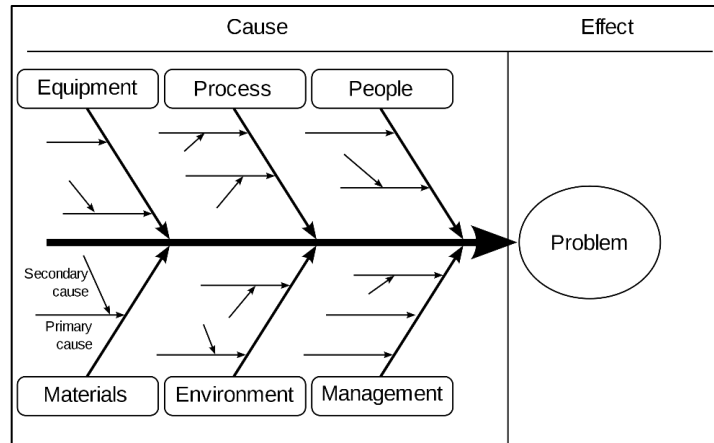 Cause
Effect
Equipment
Process
People
Problem
Secondary
cause
Primary
cause
Materials
Environment
Management